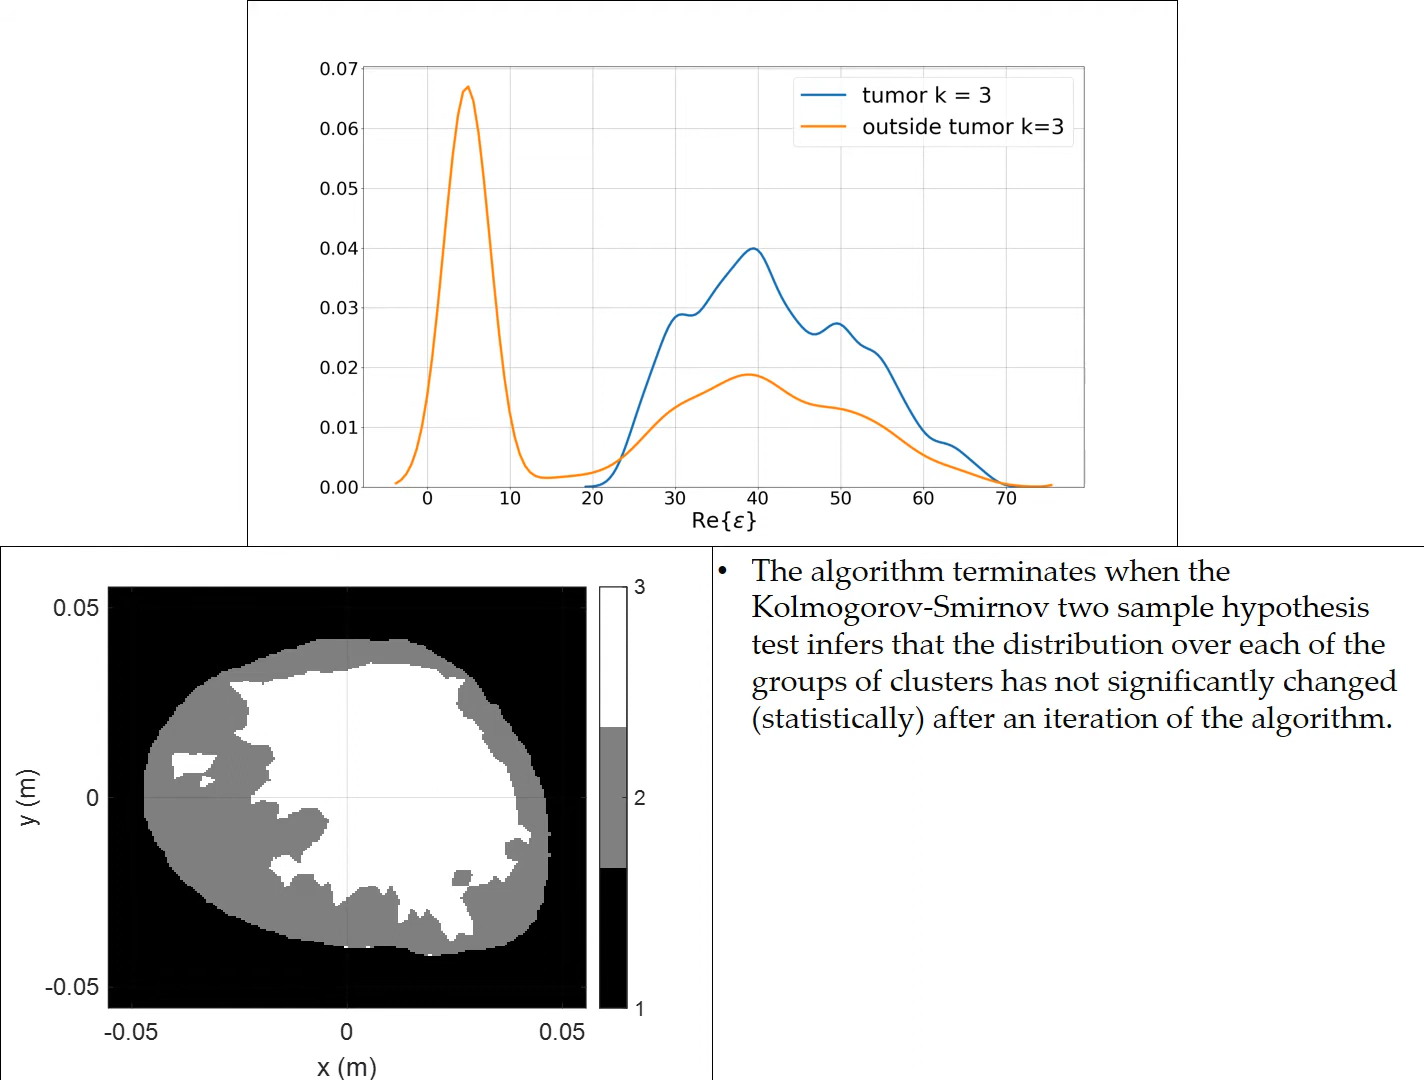 0.07
0.06
0.05
0.04
0.03
0.02
0.01
0.00
tumor k = 3
outside tumor k=3
0 10 20 30 40 50 60 70
Re{ε}
0.05
0
-0.05
y (m)
-0.05 0 0.05
x (m)
3
2
1
• The algorithm terminates when the
Kolmogorov-Smirnov two sample hypothesis
test infers that the distribution over each of the
groups of clusters has not significantly changed
(statistically) after an iteration of the algorithm.